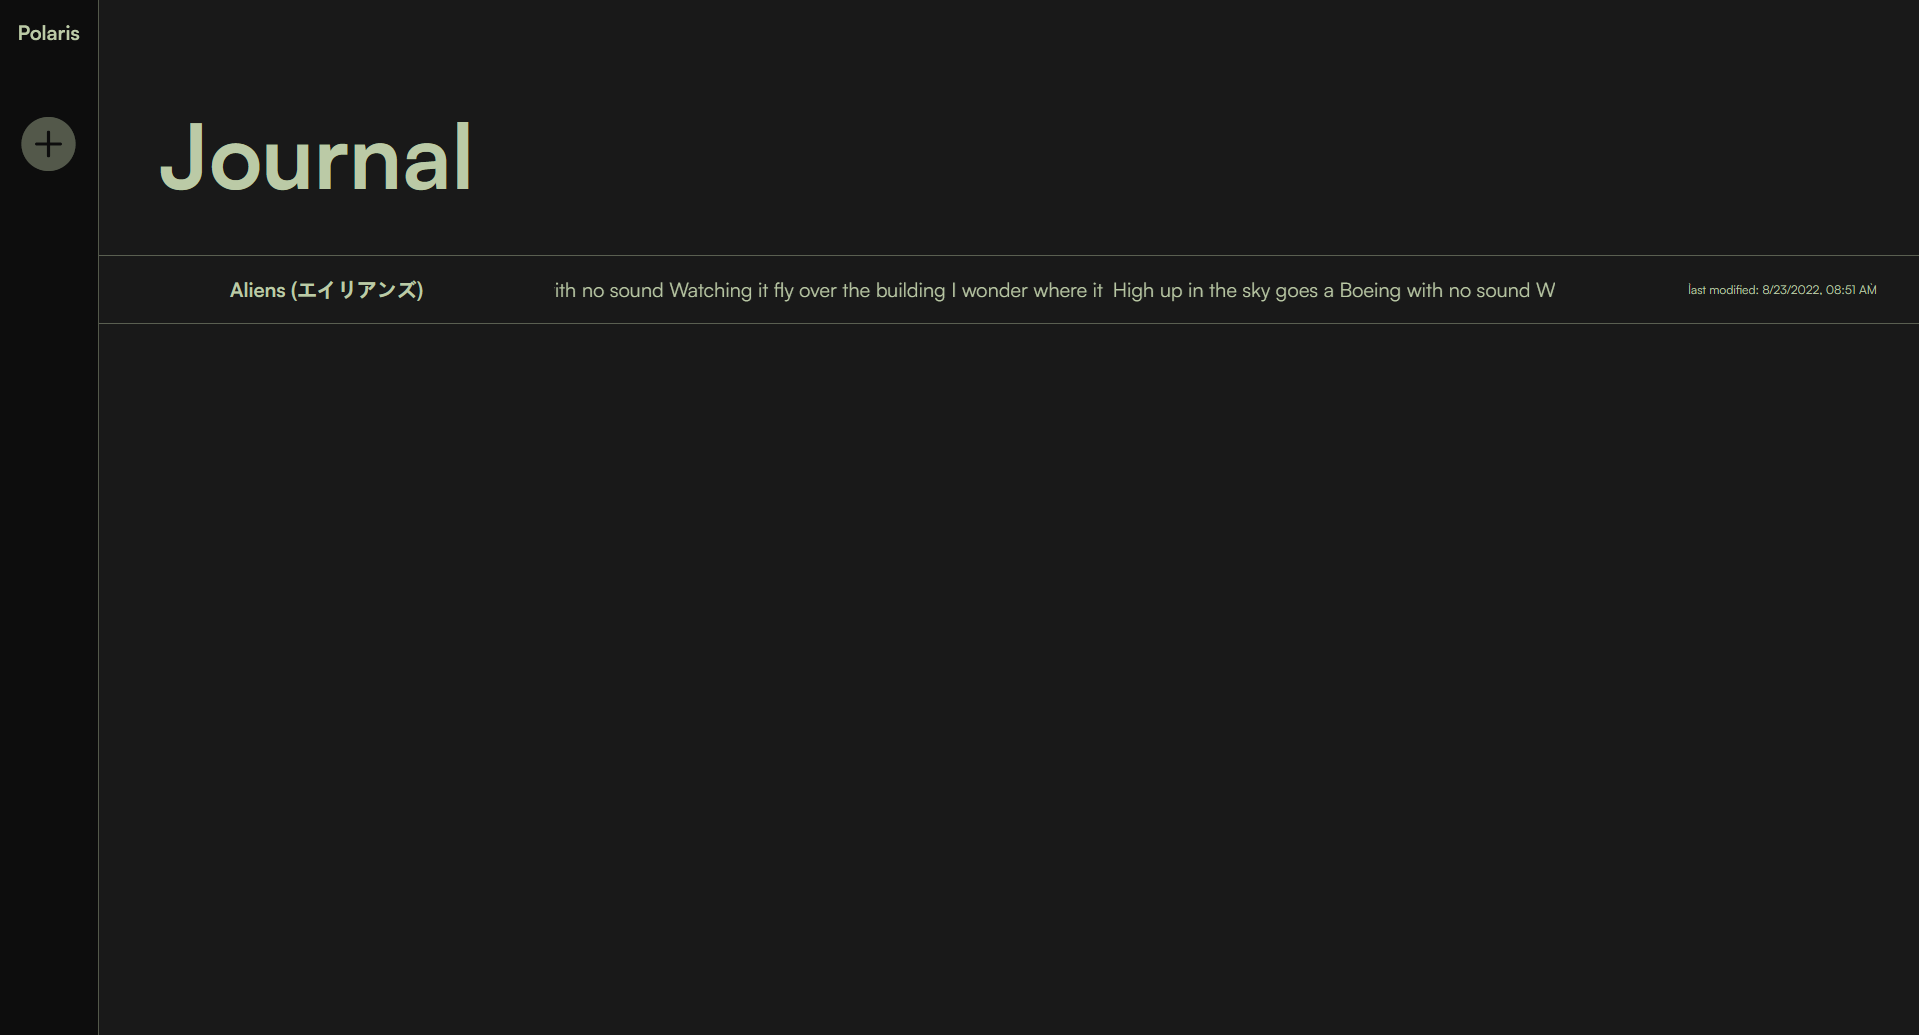 Polaris
Journal
Aliens (エイリアンズ)
ith no sound Watching it fly over the building I wonder where it High up in the sky goes a Boeing with no sound W
last modified: 8/23/2022, 08:51 AM